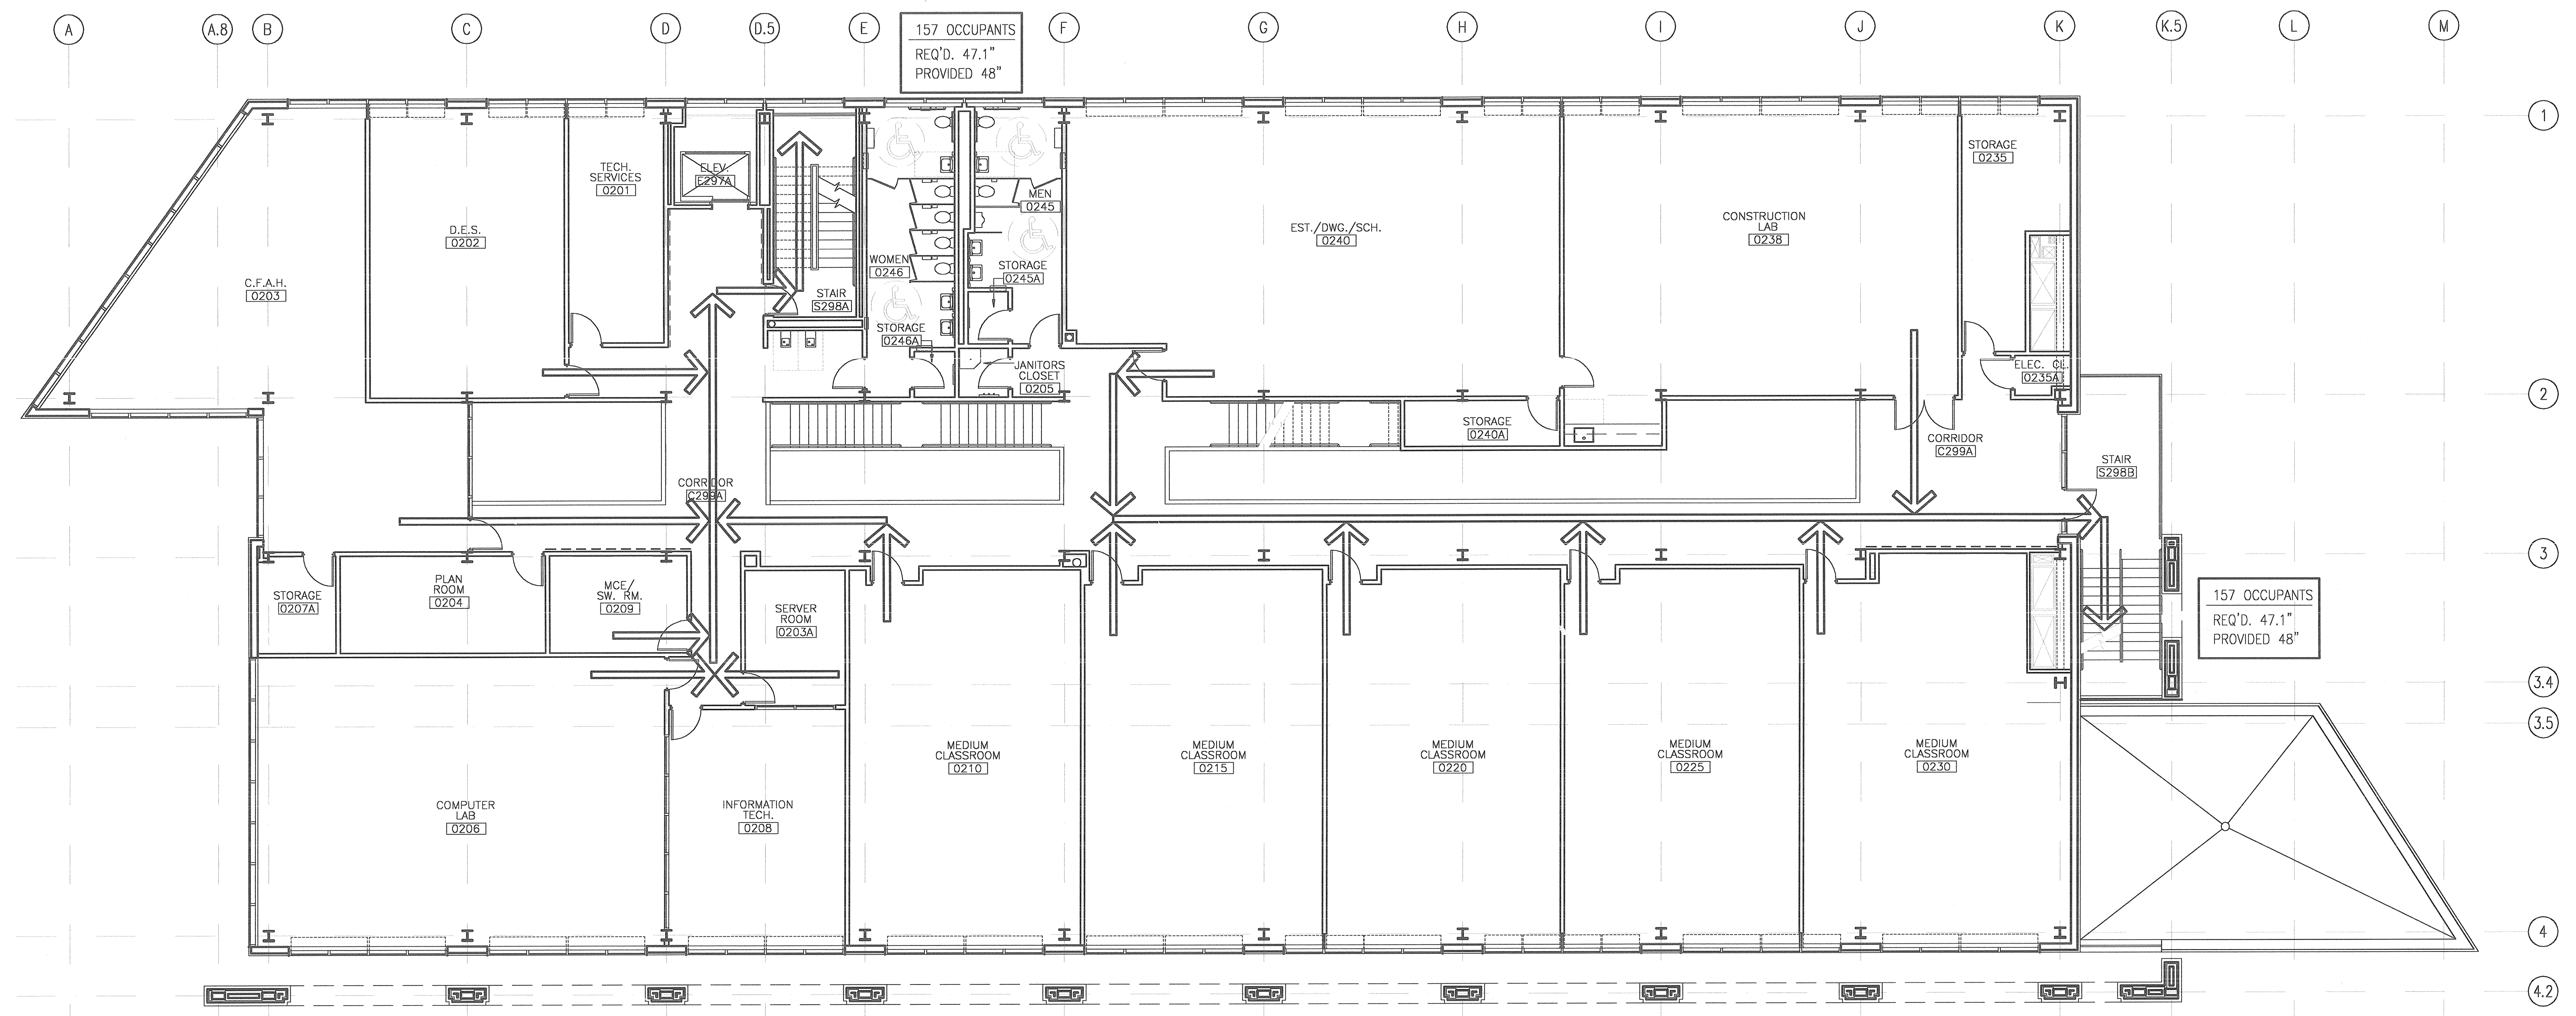 A A.8 B C D D.5 E F G H I J K K.5 L M
157 OCCUPANTS
REQ'D. 47.1"
PROVIDED 48"
1
TECH.
SERVICES
0201
ELEV.
E297A
MEN
0245
STORAGE
0235
D.E.S.
0202
EST./DWG./SCH.
0240
CONSTRUCTION
LAB
0238
C.F.A.H.
0203
STAIR
S298A
WOMEN
0246
STORAGE
0245A
STORAGE
0246A
JANITORS
CLOSET
0205
ELEC. CL.
0235A
2
STORAGE
0240A
CORRIDOR
C299A
STAIR
S298B
CORRIDOR
C299A
3
STORAGE
0207A
PLAN
ROOM
0204
MCE/
SW. RM.
0209
SERVER
ROOM
0203A
157 OCCUPANTS
REQ'D. 47.1"
PROVIDED 48"
3.4
3.5
MEDIUM
CLASSROOM
0210
MEDIUM
CLASSROOM
0215
MEDIUM
CLASSROOM
0220
MEDIUM
CLASSROOM
0225
MEDIUM
CLASSROOM
0230
COMPUTER
LAB
0206
INFORMATION
TECH.
0208
4
4.2